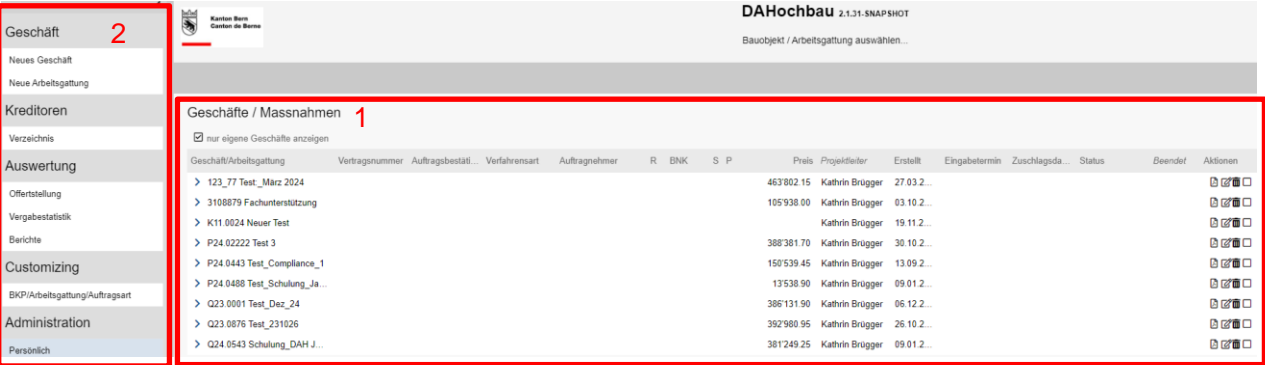 Geschäft
2
Neues Geschäft
Neue Arbeitsgattung
Kreditoren
Verzeichnis
Auswertung
Offertstellung
Vergabestatistik
Berichte
Customizing
BKP/Arbeitsgattung/Auftragsart
Administration
Persönlich
Kanton Bern
Canton de Berne
DAHochbau 2.1.31-SNAPSHOT
Bauobjekt / Arbeitsgattung auswählen...
Geschäfte / Massnahmen
1
nur eigene Geschäfte anzeigen
Geschäft/Arbeitsgattung Vertragsnummer Auftragsbestäti... Verfahrensart Auftragnehmer R BNK S P Preis Projektleiter Erstellt Eingabetermin Zuschlagsda... Status Beendet Aktionen
123_77 Test:_März 2024 463'802.15 Kathrin Brügger 27.03.2...
3108879 Fachunterstützung 105'938.00 Kathrin Brügger 03.10.2...
K11.0024 Neuer Test Kathrin Brügger 19.11.2...
P24.02222 Test 3 388'381.70 Kathrin Brügger 30.10.2...
P24.0443 Test_Compliance_1 150'539.45 Kathrin Brügger 13.09.2...
P24.0488 Test_Schulung_Ja... 13'538.90 Kathrin Brügger 09.01.2...
Q23.0001 Test_Dez_24 386'131.90 Kathrin Brügger 06.12.2...
Q23.0876 Test_231026 392'980.95 Kathrin Brügger 26.10.2...
Q24.0543 Schulung_DAH J... 381'249.25 Kathrin Brügger 09.01.2...